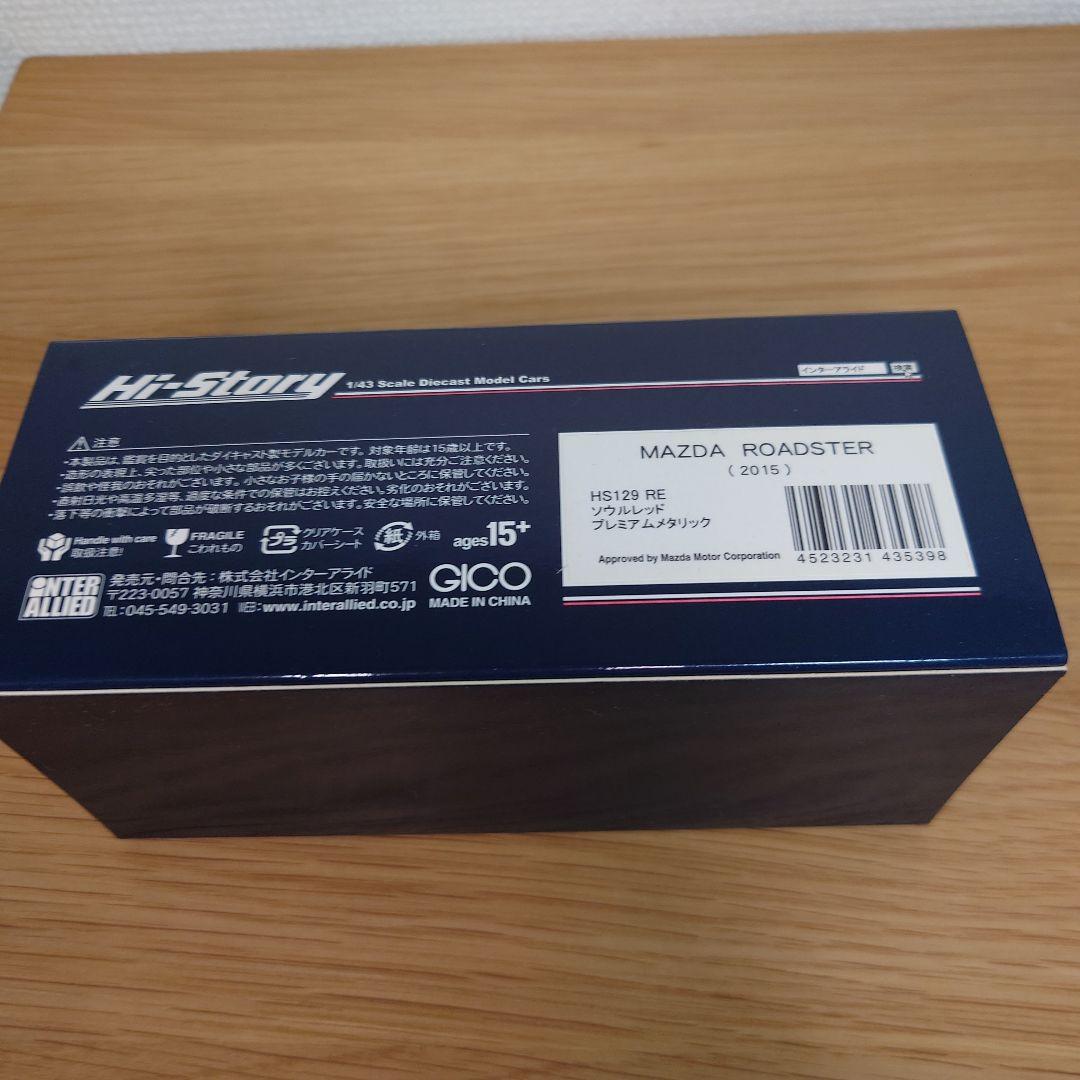 Hi-Story 1/43 Scale Diecast Model Cars
インターアライド 検索
注意
・本製品は、鑑賞を目的としたダイキャスト製モデルカーです。対象年齢は15歳以上です。
・造形の表現上、尖った部位や小さな部品が多くございます。取扱いには充分ご注意ください。
・誤飲や怪我のおそれがございます。小さなお子様の手の届かないところに保管してください。
・直射日光や高温多湿等、過度な条件での保管はお控えください。劣化のおそれがございます。
・落下等の衝撃によって部品が破断するおそれがございます。安全な場所に保管してください。
Handle with care
取扱注意!
FRAGILE
こわれもの
プラ
クリアケース
カバーシート
紙
外箱
ages15+
INTER
ALLIED
発売元・問合先:株式会社インターアライド
〒223-0057 神奈川県横浜市港北区新羽町571
TEL:045-549-3031 WEB:www.interallied.co.jp
GICO
MADE IN CHINA
MAZDA ROADSTER
(2015)
HS129 RE
ソウルレッド
プレミアムメタリック
Approved by Mazda Motor Corporation
4523231 435398